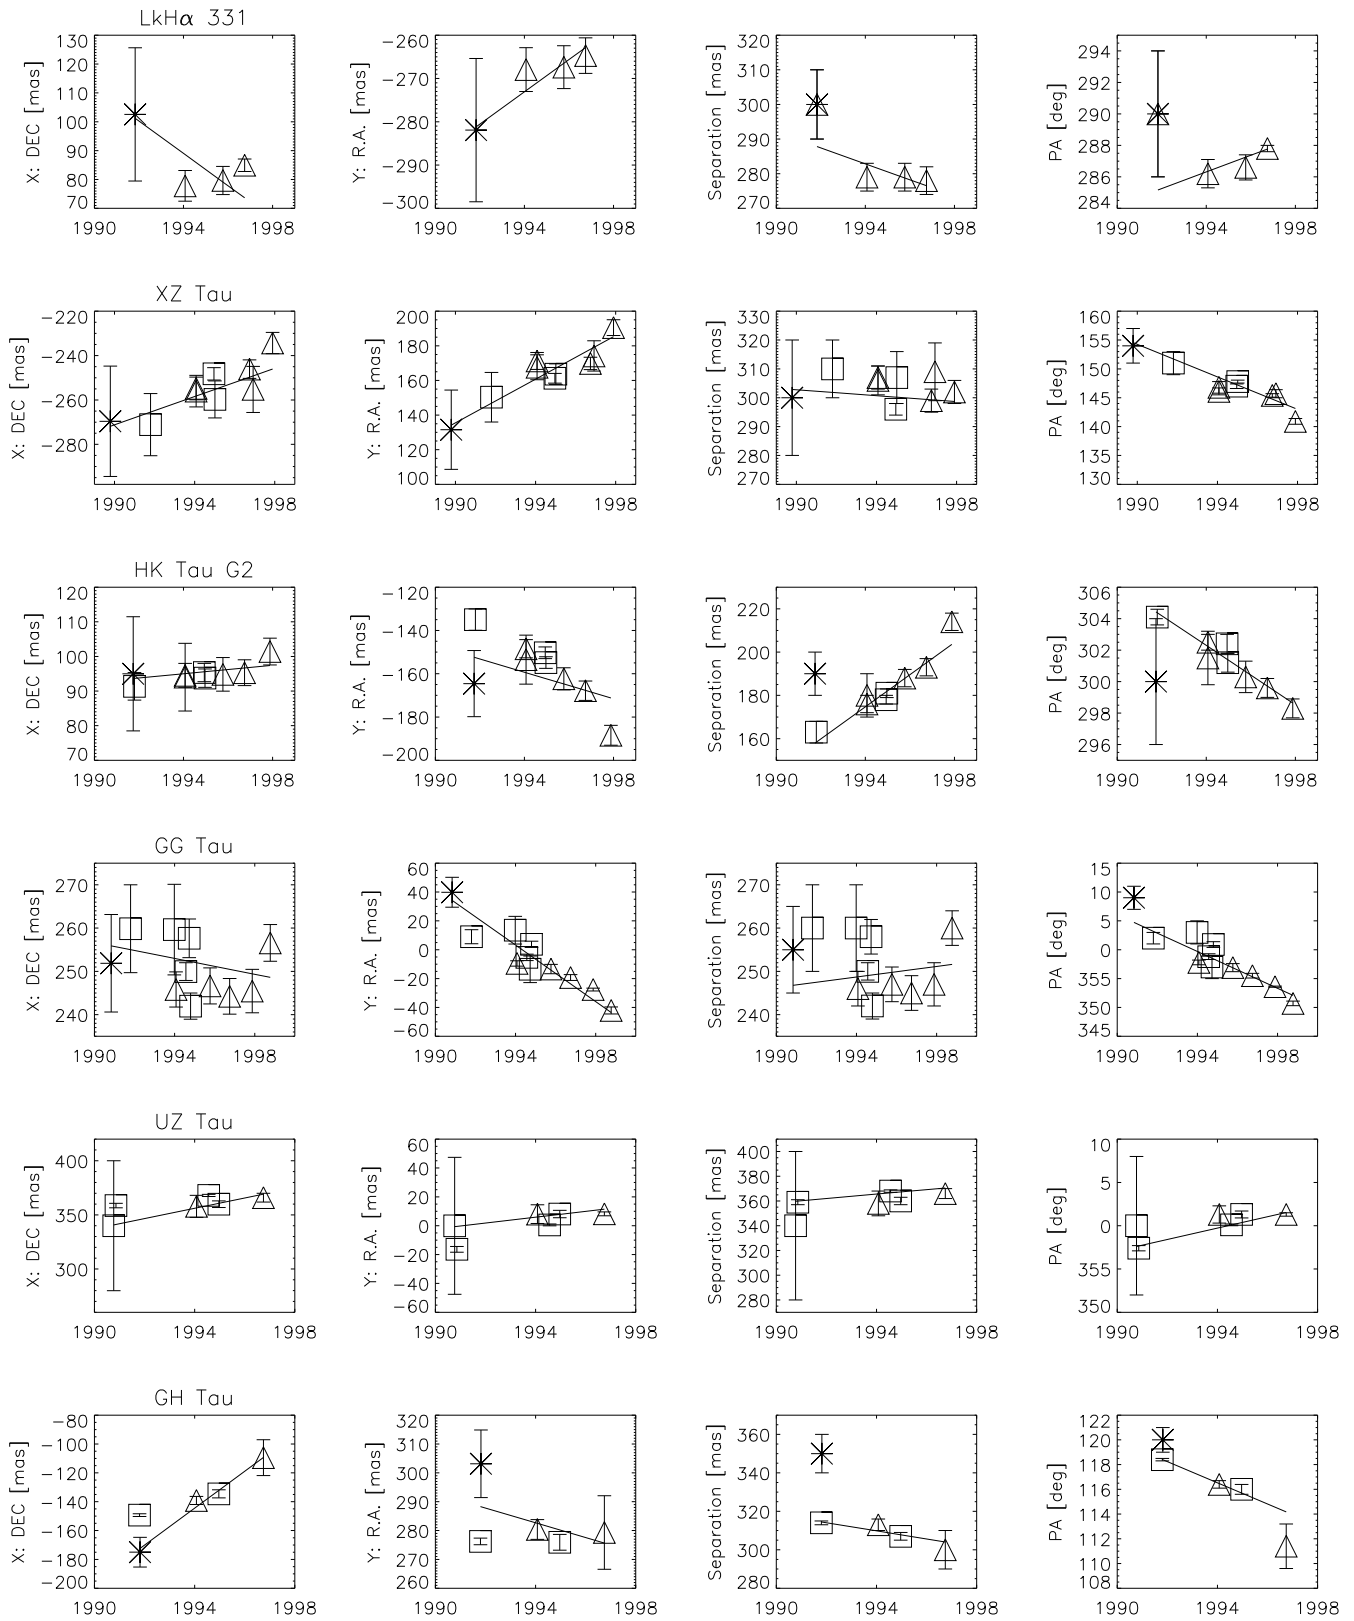 LkHα 331
X: DEC [mas]
130
120
110
100
90
80
70
1990 1994 1998
Y: R.A. [mas]
−260
−270
−280
−290
−300
1990 1994 1998
Separation [mas]
320
310
300
290
280
270
1990 1994 1998
PA [deg]
294
292
290
288
286
284
1990 1994 1998
XZ Tau
X: DEC [mas]
−220
−240
−260
−280
1990 1994 1998
Y: R.A. [mas]
200
180
160
140
120
100
1990 1994 1998
Separation [mas]
330
320
310
300
290
280
270
1990 1994 1998
PA [deg]
160
155
150
145
140
135
130
1990 1994 1998
HK Tau G2
X: DEC [mas]
120
110
100
90
80
70
1990 1994 1998
Y: R.A. [mas]
−120
−140
−160
−180
−200
1990 1994 1998
Separation [mas]
220
200
180
160
1990 1994 1998
PA [deg]
306
304
302
300
298
296
1990 1994 1998
GG Tau
X: DEC [mas]
270
260
250
240
1990 1994 1998
Y: R.A. [mas]
60
40
20
0
−20
−40
−60
1990 1994 1998
Separation [mas]
270
260
250
240
1990 1994 1998
PA [deg]
15
10
5
0
355
350
345
1990 1994 1998
UZ Tau
X: DEC [mas]
400
350
300
1990 1994 1998
Y: R.A. [mas]
60
40
20
0
−20
−40
−60
1990 1994 1998
Separation [mas]
400
380
360
340
320
300
280
270
1990 1994 1998
PA [deg]
10
5
0
355
350
1990 1994 1998
GH Tau
X: DEC [mas]
−80
−100
−120
−140
−160
−180
−200
1990 1994 1998
Y: R.A. [mas]
320
310
300
290
280
270
260
1990 1994 1998
Separation [mas]
360
340
320
300
280
1990 1994 1998
PA [deg]
122
120
118
116
114
112
110
108
1990 1994 1998